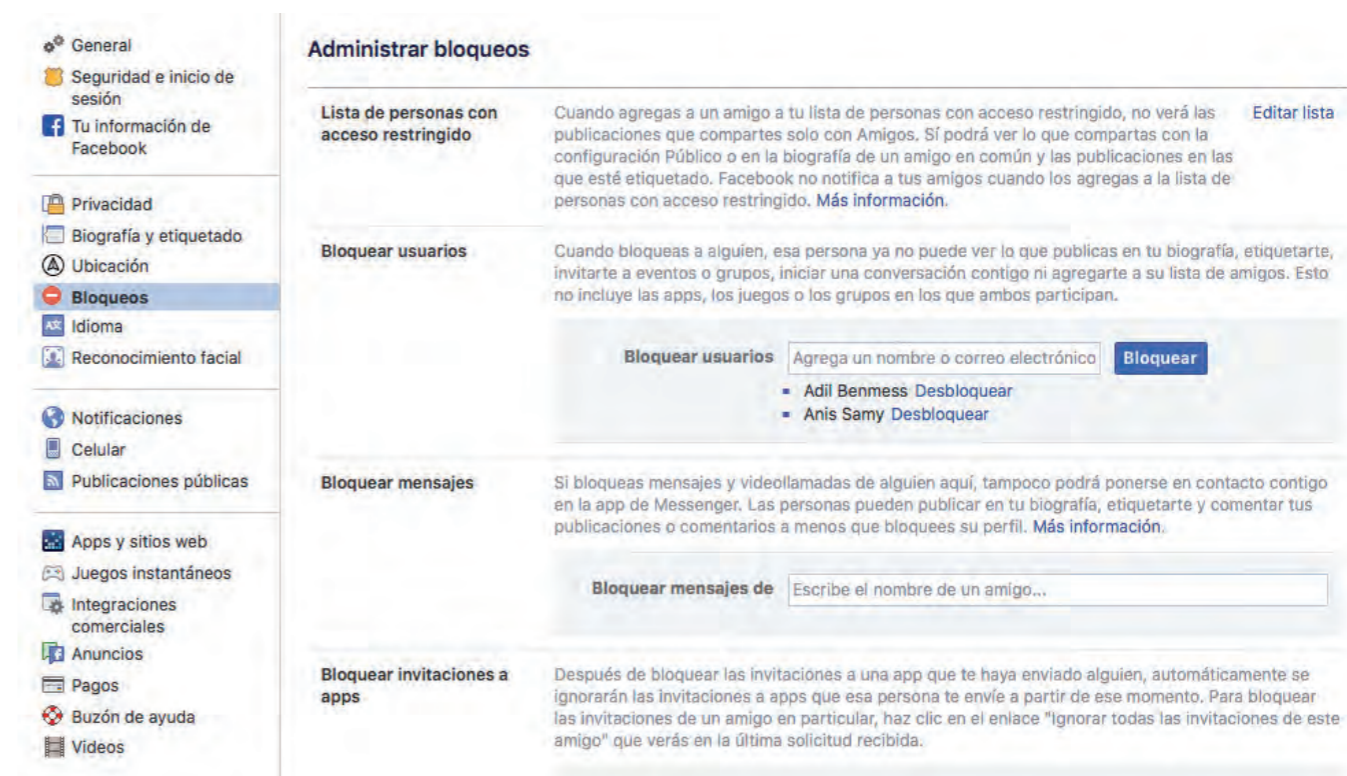 General
Seguridad e inicio de
sesión
Tu información de
Facebook
Privacidad
Biografía y etiquetado
Ubicación
Bloqueos
Idioma
Reconocimiento facial
Notificaciones
Celular
Publicaciones públicas
Apps y sitios web
Juegos instantáneos
Integraciones
comerciales
Anuncios
Pagos
Buzón de ayuda
Videos
Administrar bloqueos
Lista de personas con
acceso restringido
Cuando agregas a un amigo a tu lista de personas con acceso restringido, no verá las
publicaciones que compartes solo con Amigos. Sí podrá ver lo que compartas con la
configuración Público o en la biografía de un amigo en común y las publicaciones en las
que esté etiquetado. Facebook no notifica a tus amigos cuando los agregas a la lista de
personas con acceso restringido. Más información.
Editar lista
Bloquear usuarios
Cuando bloqueas a alguien, esa persona ya no puede ver lo que publicas en tu biografía, etiquetarte,
invitarte a eventos o grupos, iniciar una conversación contigo ni agregarte a su lista de amigos. Esto
no incluye las apps, los juegos o los grupos en los que ambos participan.
Bloquear usuarios Agrega un nombre o correo electrónico Bloquear
Adil Benmess Desbloquear
Anis Samy Desbloquear
Bloquear mensajes
Si bloqueas mensajes y videollamadas de alguien aquí, tampoco podrá ponerse en contacto contigo
en la app de Messenger. Las personas pueden publicar en tu biografía, etiquetarte y comentar tus
publicaciones o comentarios a menos que bloquees su perfil. Más información.
Bloquear mensajes de Escribe el nombre de un amigo...
Bloquear invitaciones a
apps
Después de bloquear las invitaciones a una app que te haya enviado alguien, automáticamente se
ignorarán las invitaciones a apps que esa persona te envíe a partir de ese momento. Para bloquear
las invitaciones de un amigo en particular, haz clic en el enlace "Ignorar todas las invitaciones de este
amigo" que verás en la última solicitud recibida.